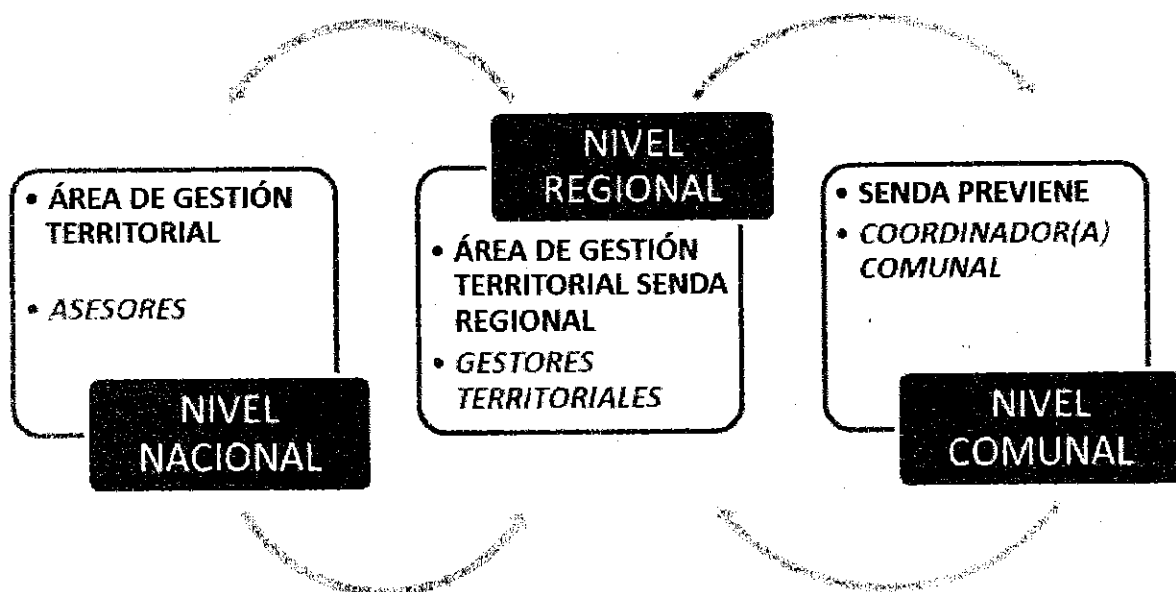 • ÁREA DE GESTIÓN
TERRITORIAL
• ASESORES
NIVEL
NACIONAL
NIVEL
REGIONAL
• ÁREA DE GESTIÓN
TERRITORIAL SENDA
REGIONAL
• GESTORES
TERRITORIALES
• SENDA PREVIENE
• COORDINADOR(A)
COMUNAL
NIVEL
COMUNAL